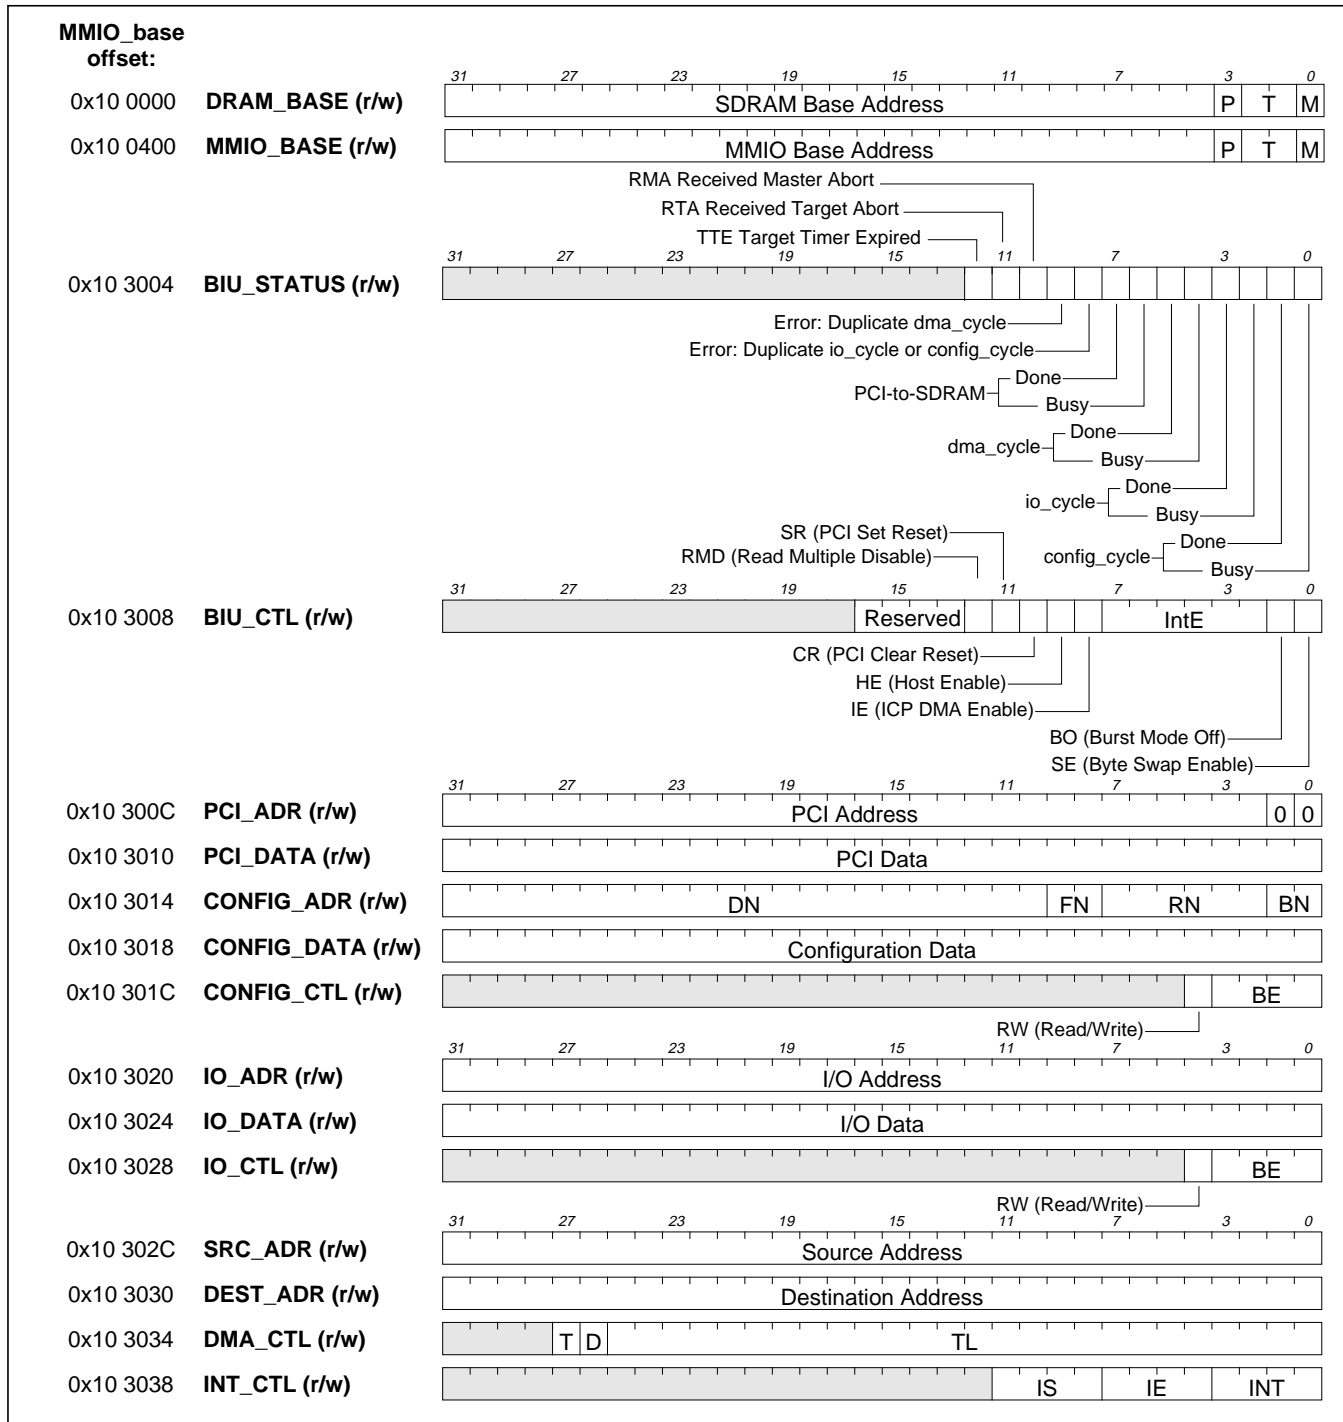 MMIO_base
offset:
31 27 23 19 15 11 7 3 0
0x10 0000 DRAM_BASE (r/w) SDRAM Base Address P T M
0x10 0400 MMIO_BASE (r/w) MMIO Base Address P T M
RMA Received Master Abort
RTA Received Target Abort
TTE Target Timer Expired
31 27 23 19 15 11 7 3 0
0x10 3004 BIU_STATUS (r/w)
Error: Duplicate dma_cycle
Error: Duplicate io_cycle or config_cycle
PCI-to-SDRAM Done
Busy
dma_cycle Done
Busy
io_cycle Done
Busy
config_cycle Done
Busy
SR (PCI Set Reset)
RMD (Read Multiple Disable)
31 27 23 19 15 11 7 3 0
0x10 3008 BIU_CTL (r/w) Reserved IntE
CR (PCI Clear Reset)
HE (Host Enable)
IE (ICP DMA Enable)
BO (Burst Mode Off)
SE (Byte Swap Enable)
31 27 23 19 15 11 7 3 0
0x10 300C PCI_ADR (r/w) PCI Address 0 0
0x10 3010 PCI_DATA (r/w) PCI Data
0x10 3014 CONFIG_ADR (r/w) DN FN RN BN
0x10 3018 CONFIG_DATA (r/w) Configuration Data
0x10 301C CONFIG_CTL (r/w) BE
RW (Read/Write)
31 27 23 19 15 11 7 3 0
0x10 3020 IO_ADR (r/w) I/O Address
0x10 3024 IO_DATA (r/w) I/O Data
0x10 3028 IO_CTL (r/w) BE
RW (Read/Write)
31 27 23 19 15 11 7 3 0
0x10 302C SRC_ADR (r/w) Source Address
0x10 3030 DEST_ADR (r/w) Destination Address
0x10 3034 DMA_CTL (r/w) T D TL
0x10 3038 INT_CTL (r/w) IS IE INT